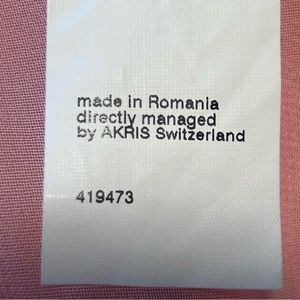 made in Romania
directly managed
by AKRIS Switzerland
419473